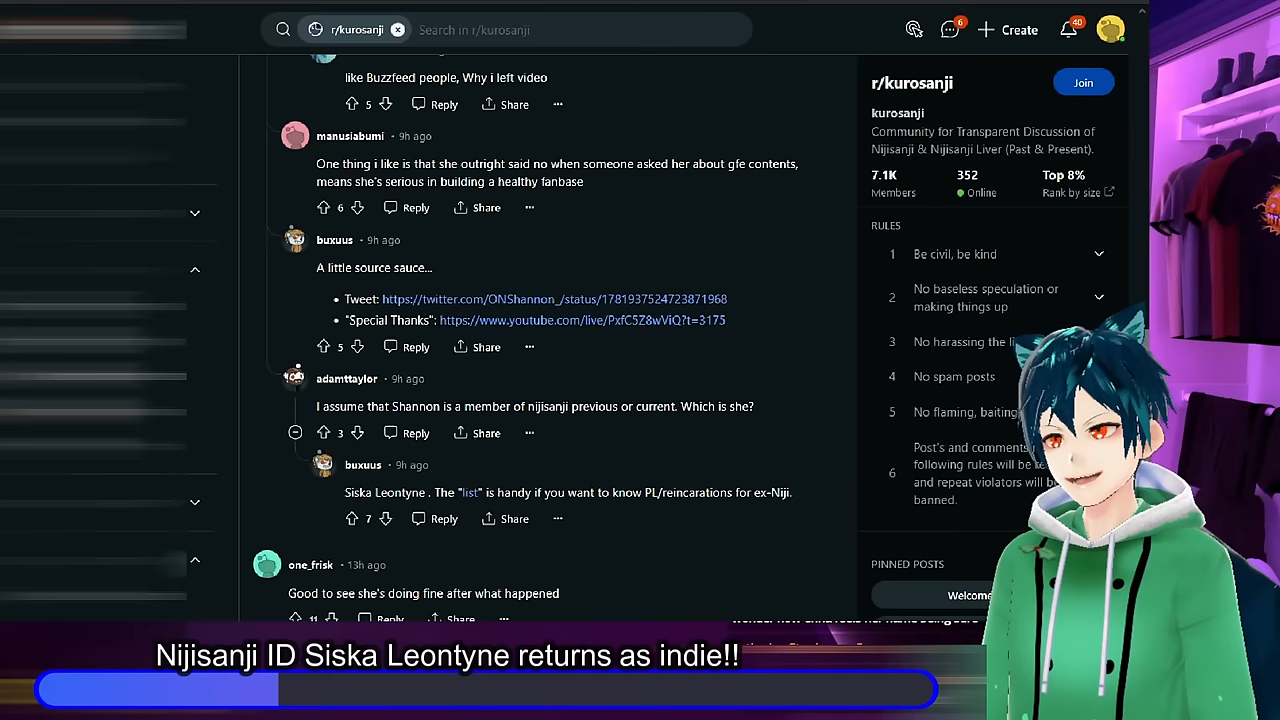 r/kurosanji
Search in r/kurosanji
6
Create
40
like Buzzfeed people, Why i left video
5
Reply
Share
manusiabumi • 9h ago
One thing i like is that she outright said no when someone asked her about gfe contents,
means she's serious in building a healthy fanbase
6
Reply
Share
buxuus • 9h ago
A little source sauce...
• Tweet: https://twitter.com/ONShannon_/status/1781937524723871968
• "Special Thanks": https://www.youtube.com/live/PxfC5Z8wViQ?t=3175
5
Reply
Share
adamttaylor • 9h ago
I assume that Shannon is a member of nijisanji previous or current. Which is she?
3
Reply
Share
buxuus • 9h ago
Siska Leontyne . The "list" is handy if you want to know PL/reincarations for ex-Niji.
7
Reply
Share
one_frisk • 13h ago
Good to see she's doing fine after what happened
11
Reply
Share
r/kurosanji
Join
kurosanji
Community for Transparent Discussion of
Nijisanji & Nijisanji Liver (Past & Present).
7.1K
352
Top 8%
Members
Online
Rank by size
RULES
1
Be civil, be kind
2
No baseless speculation or
making things up
3
No harassing the
4
No spam posts
5
No flaming, baiting
6
Post's and comments
following rules will be
and repeat violators will be
banned.
PINNED POSTS
Welcome
Nijisanji ID Siska Leontyne returns as indie!!